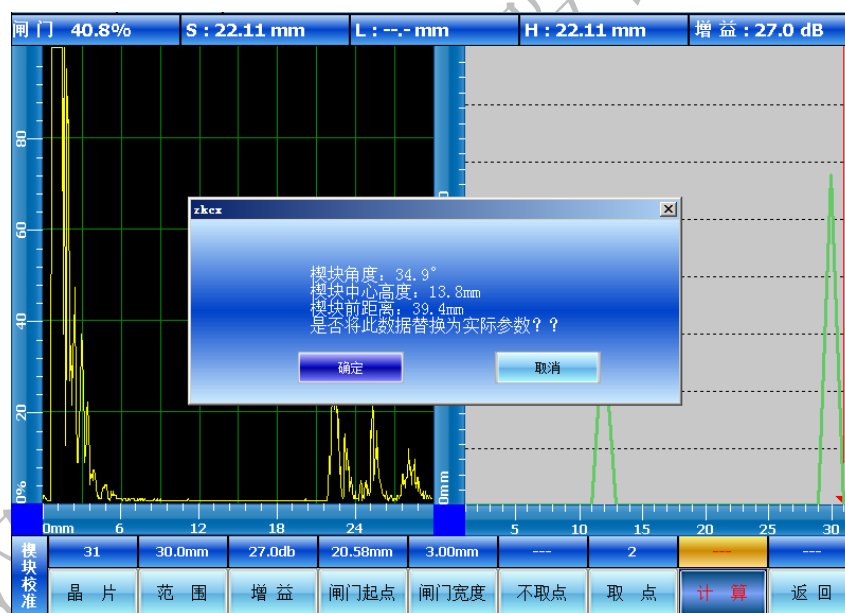 闸门 40.8% S : 22.11 mm L : --.- mm H : 22.11 mm 增益 : 27.0 dB
80
60
40
20
0%
0mm 6 12 18 24
0mm
5 10 15 20 25 30
zkcx
楔块角度: 34.9°
楔块中心高度: 13.8mm
楔块前距离: 39.4mm
是否将此数据替换为实际参数??
确定 取消
楔块校准
31 30.0mm 27.0db 20.58mm 3.00mm --- 2 --- ---
晶片 范围 增益 闸门起点 闸门宽度 不取点 取点 计算 返回